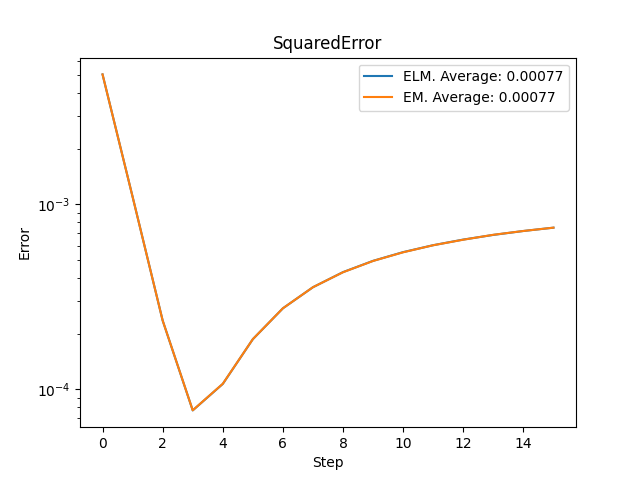 SquaredError
ELM. Average: 0.00077
EM. Average: 0.00077
Error
10⁻³
10⁻⁴
0 2 4 6 8 10 12 14
Step